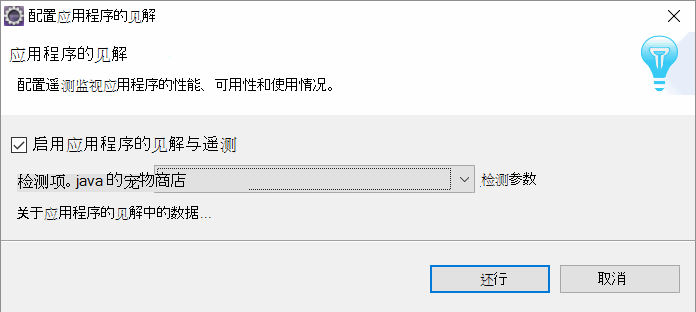 配置应用程序的见解
应用程序的见解
配置遥测监视应用程序的性能、可用性和使用情况。
启用应用程序的见解与遥测
检测项。java 的宠物商店 检测参数
关于应用程序的见解中的数据...
还行 取消